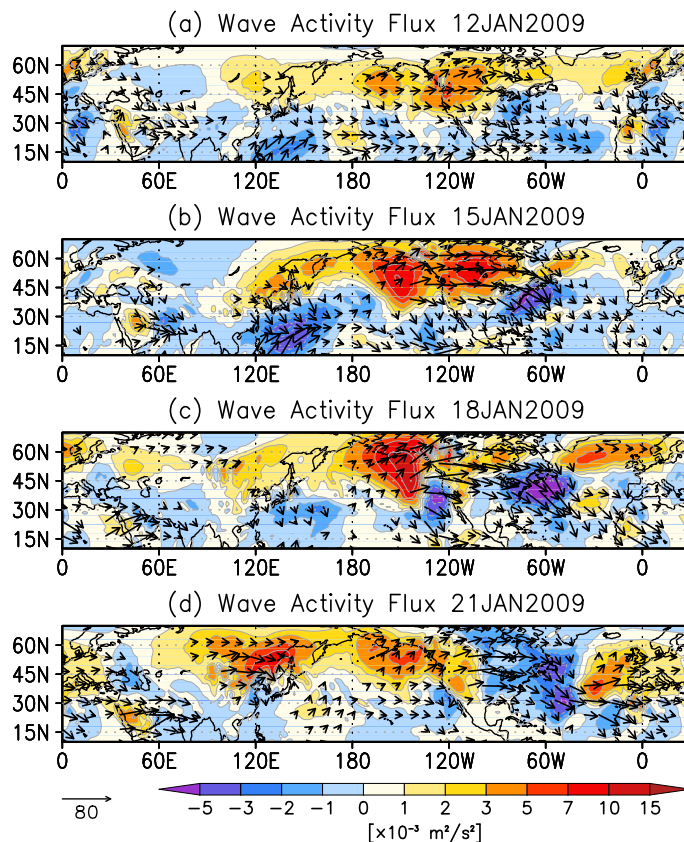 (a) Wave Activity Flux 12JAN2009
60N
45N
30N
15N
0 60E 120E 180 120W 60W 0
(b) Wave Activity Flux 15JAN2009
60N
45N
30N
15N
0 60E 120E 180 120W 60W 0
(c) Wave Activity Flux 18JAN2009
60N
45N
30N
15N
0 60E 120E 180 120W 60W 0
(d) Wave Activity Flux 21JAN2009
60N
45N
30N
15N
0 60E 120E 180 120W 60W 0
80
−5 −3 −2 −1 0 1 2 3 5 7 10 15
[×10⁻³ m²/s²]